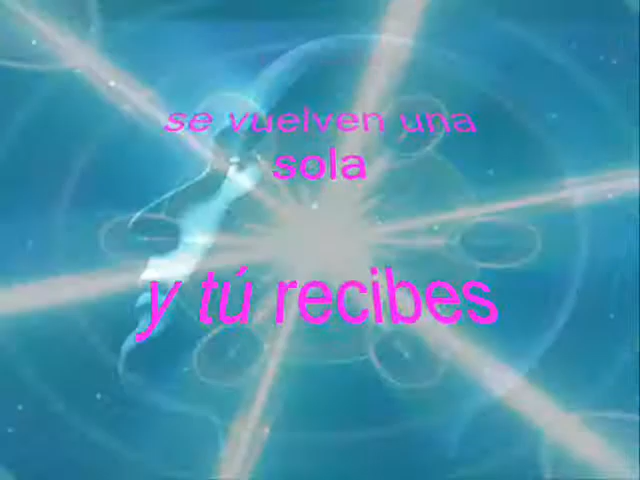 se vuelven una
sola
y tú recibes